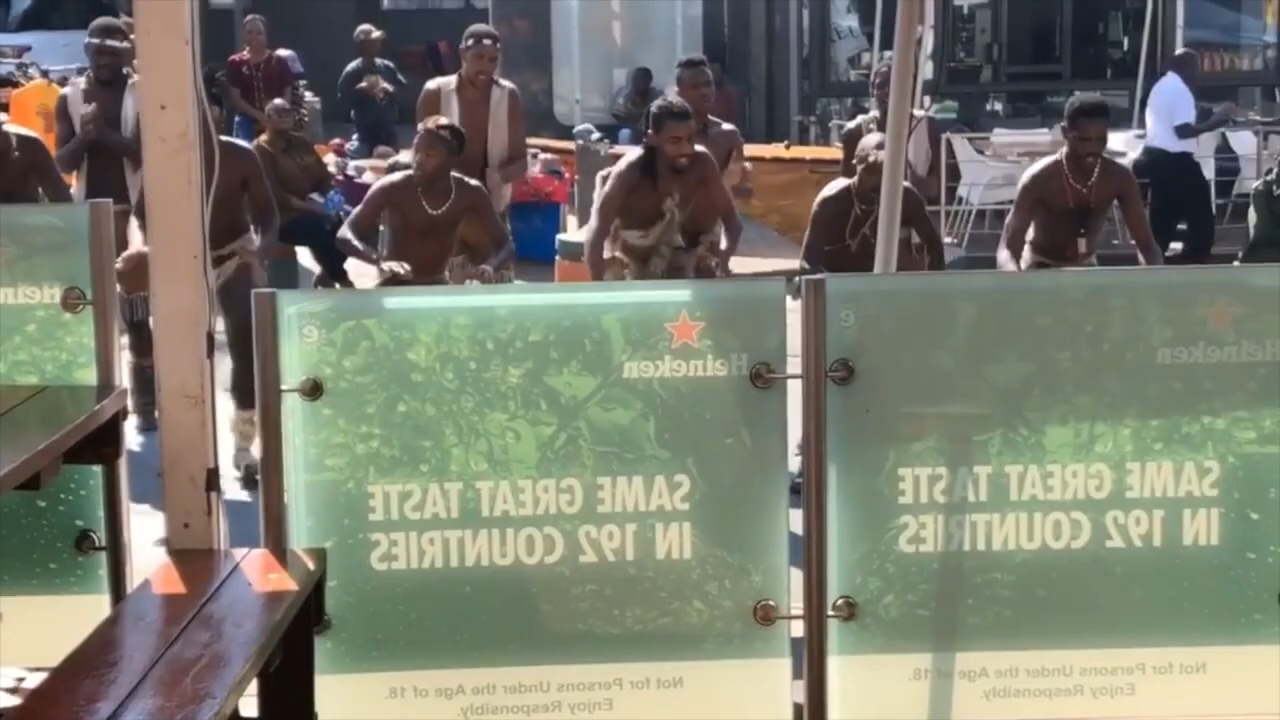 Heineken
SAME GREAT TASTE
IN 192 COUNTRIES
Not for Persons Under the Age of 18.
Enjoy Responsibly.
Heineken
SAME GREAT TASTE
IN 192 COUNTRIES
Not for Persons Under the Age of 18.
Enjoy Responsibly.